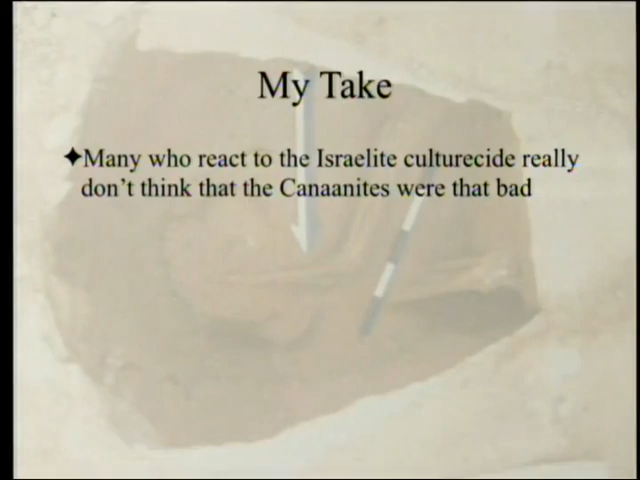 My Take
✦Many who react to the Israelite culturecide really
don't think that the Canaanites were that bad